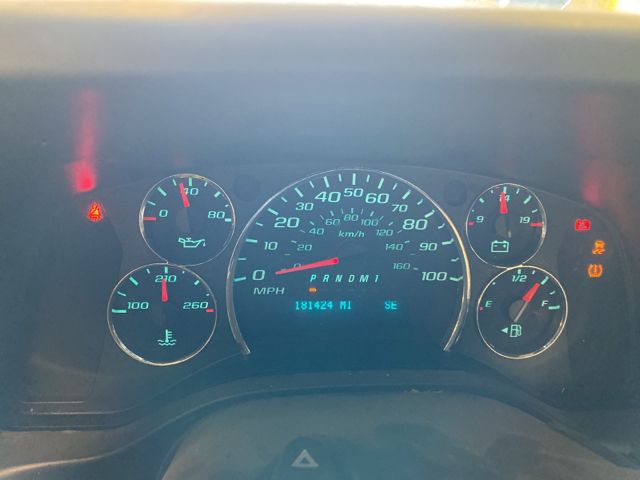 0 40 80
100 210 260
0 10 20 30 40 50 60 70 80 90 100
0 20 40 60 80 100 120 140 160
km/h
MPH
P R N D M 1
181424 MI SE
9 14 19
E 1/2 F